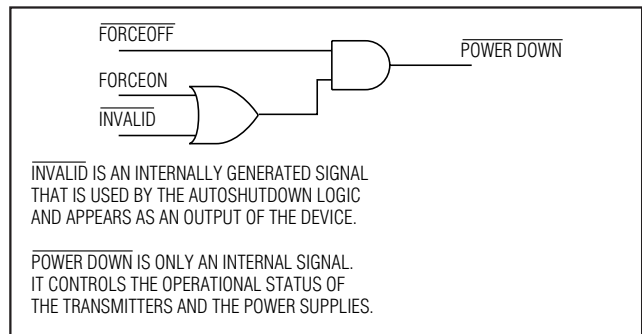 FORCEOFF
POWER DOWN
FORCEON
INVALID
INVALID IS AN INTERNALLY GENERATED SIGNAL
THAT IS USED BY THE AUTOSHUTDOWN LOGIC
AND APPEARS AS AN OUTPUT OF THE DEVICE.
POWER DOWN IS ONLY AN INTERNAL SIGNAL.
IT CONTROLS THE OPERATIONAL STATUS OF
THE TRANSMITTERS AND THE POWER SUPPLIES.